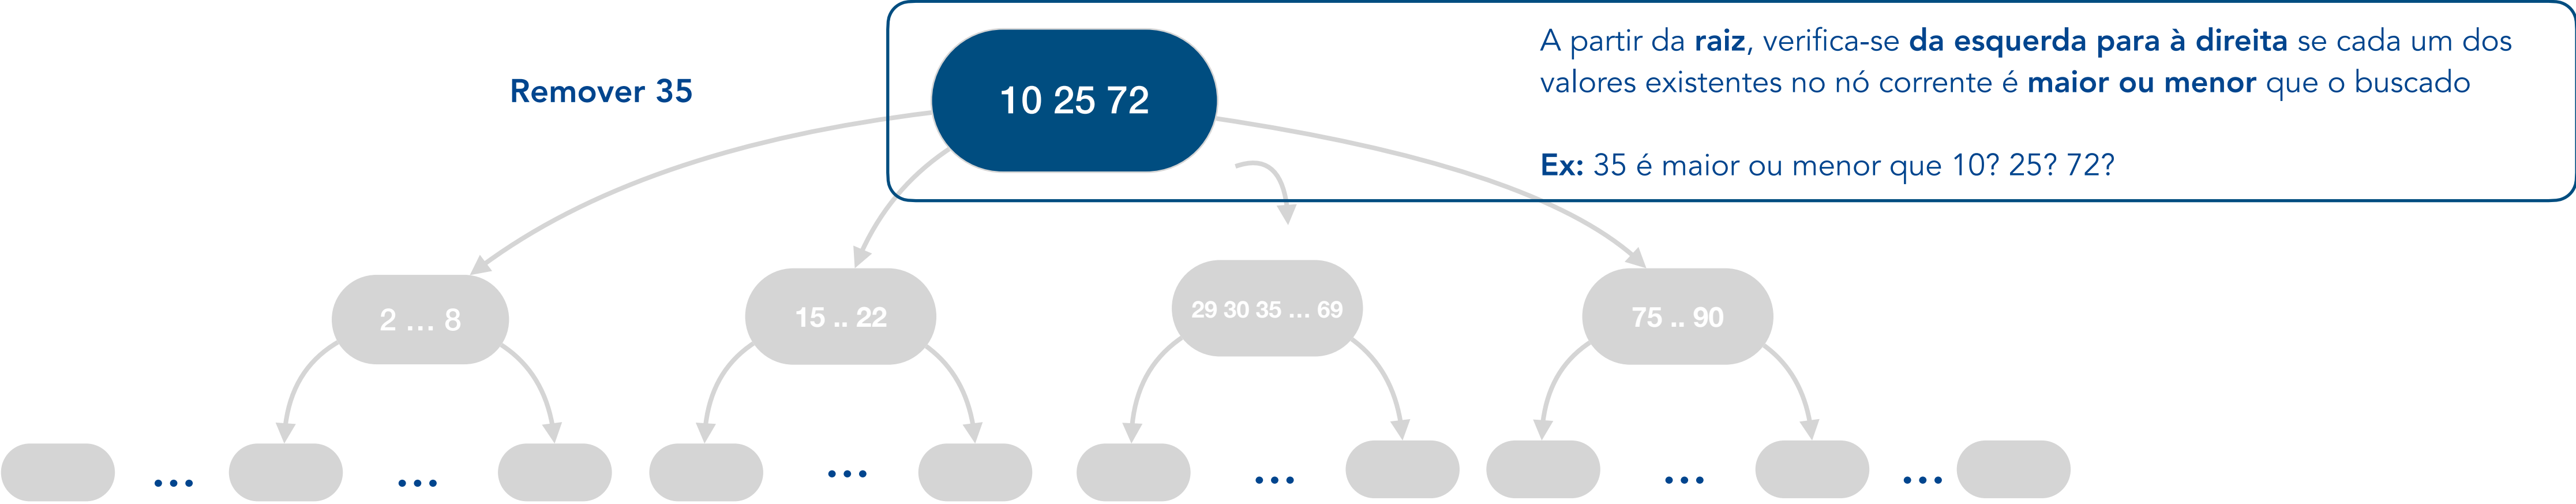 A partir da raiz, verifica-se da esquerda para à direita se cada um dos
valores existentes no nó corrente é maior ou menor que o buscado
Remover 35
10 25 72
Ex: 35 é maior ou menor que 10? 25? 72?
2 ... 8
15 .. 22
29 30 35 ... 69
75 .. 90
...
...
...
...
...
...